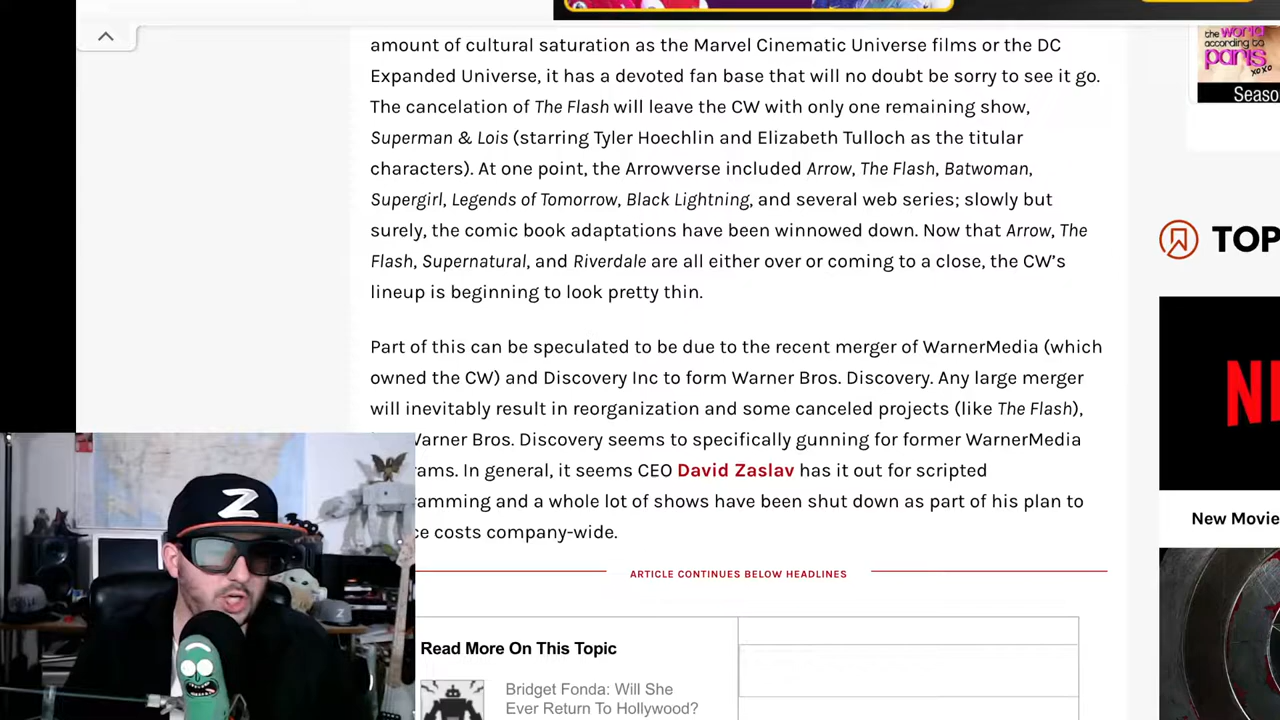 amount of cultural saturation as the Marvel Cinematic Universe films or the DC
Expanded Universe, it has a devoted fan base that will no doubt be sorry to see it go.
The cancelation of The Flash will leave the CW with only one remaining show,
Superman & Lois (starring Tyler Hoechlin and Elizabeth Tulloch as the titular
characters). At one point, the Arrowverse included Arrow, The Flash, Batwoman,
Supergirl, Legends of Tomorrow, Black Lightning, and several web series; slowly but
surely, the comic book adaptations have been winnowed down. Now that Arrow, The
Flash, Supernatural, and Riverdale are all either over or coming to a close, the CW's
lineup is beginning to look pretty thin.
Part of this can be speculated to be due to the recent merger of WarnerMedia (which
owned the CW) and Discovery Inc to form Warner Bros. Discovery. Any large merger
will inevitably result in reorganization and some canceled projects (like The Flash),
Warner Bros. Discovery seems to specifically gunning for former WarnerMedia
rams. In general, it seems CEO David Zaslav has it out for scripted
ramming and a whole lot of shows have been shut down as part of his plan to
ce costs company-wide.
ARTICLE CONTINUES BELOW HEADLINES
Read More On This Topic
Bridget Fonda: Will She
Ever Return To Hollywood?
the world
according to
paris
xoxo
Seaso
TOP
NE
New Movie
Z
Z